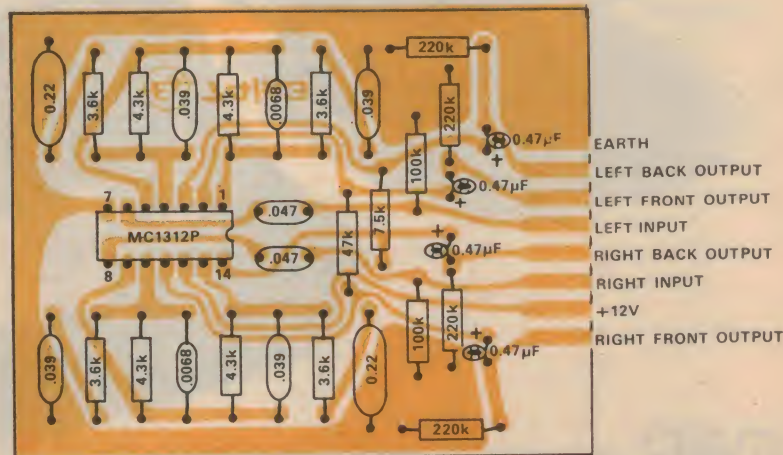 220k
0.22
3.6k
4.3k
.039
4.3k
.0068
3.6k
.039
220k
100k
0.47µF
+
0.47µF
+
EARTH
LEFT BACK OUTPUT
LEFT FRONT OUTPUT
LEFT INPUT
RIGHT BACK OUTPUT
RIGHT INPUT
+12V
RIGHT FRONT OUTPUT
7
1
MC1312P
8
14
.047
.047
47k
7.5k
+
0.47µF
100k
220k
+
0.47µF
.039
3.6k
4.3k
.0068
4.3k
.039
3.6k
0.22
220k